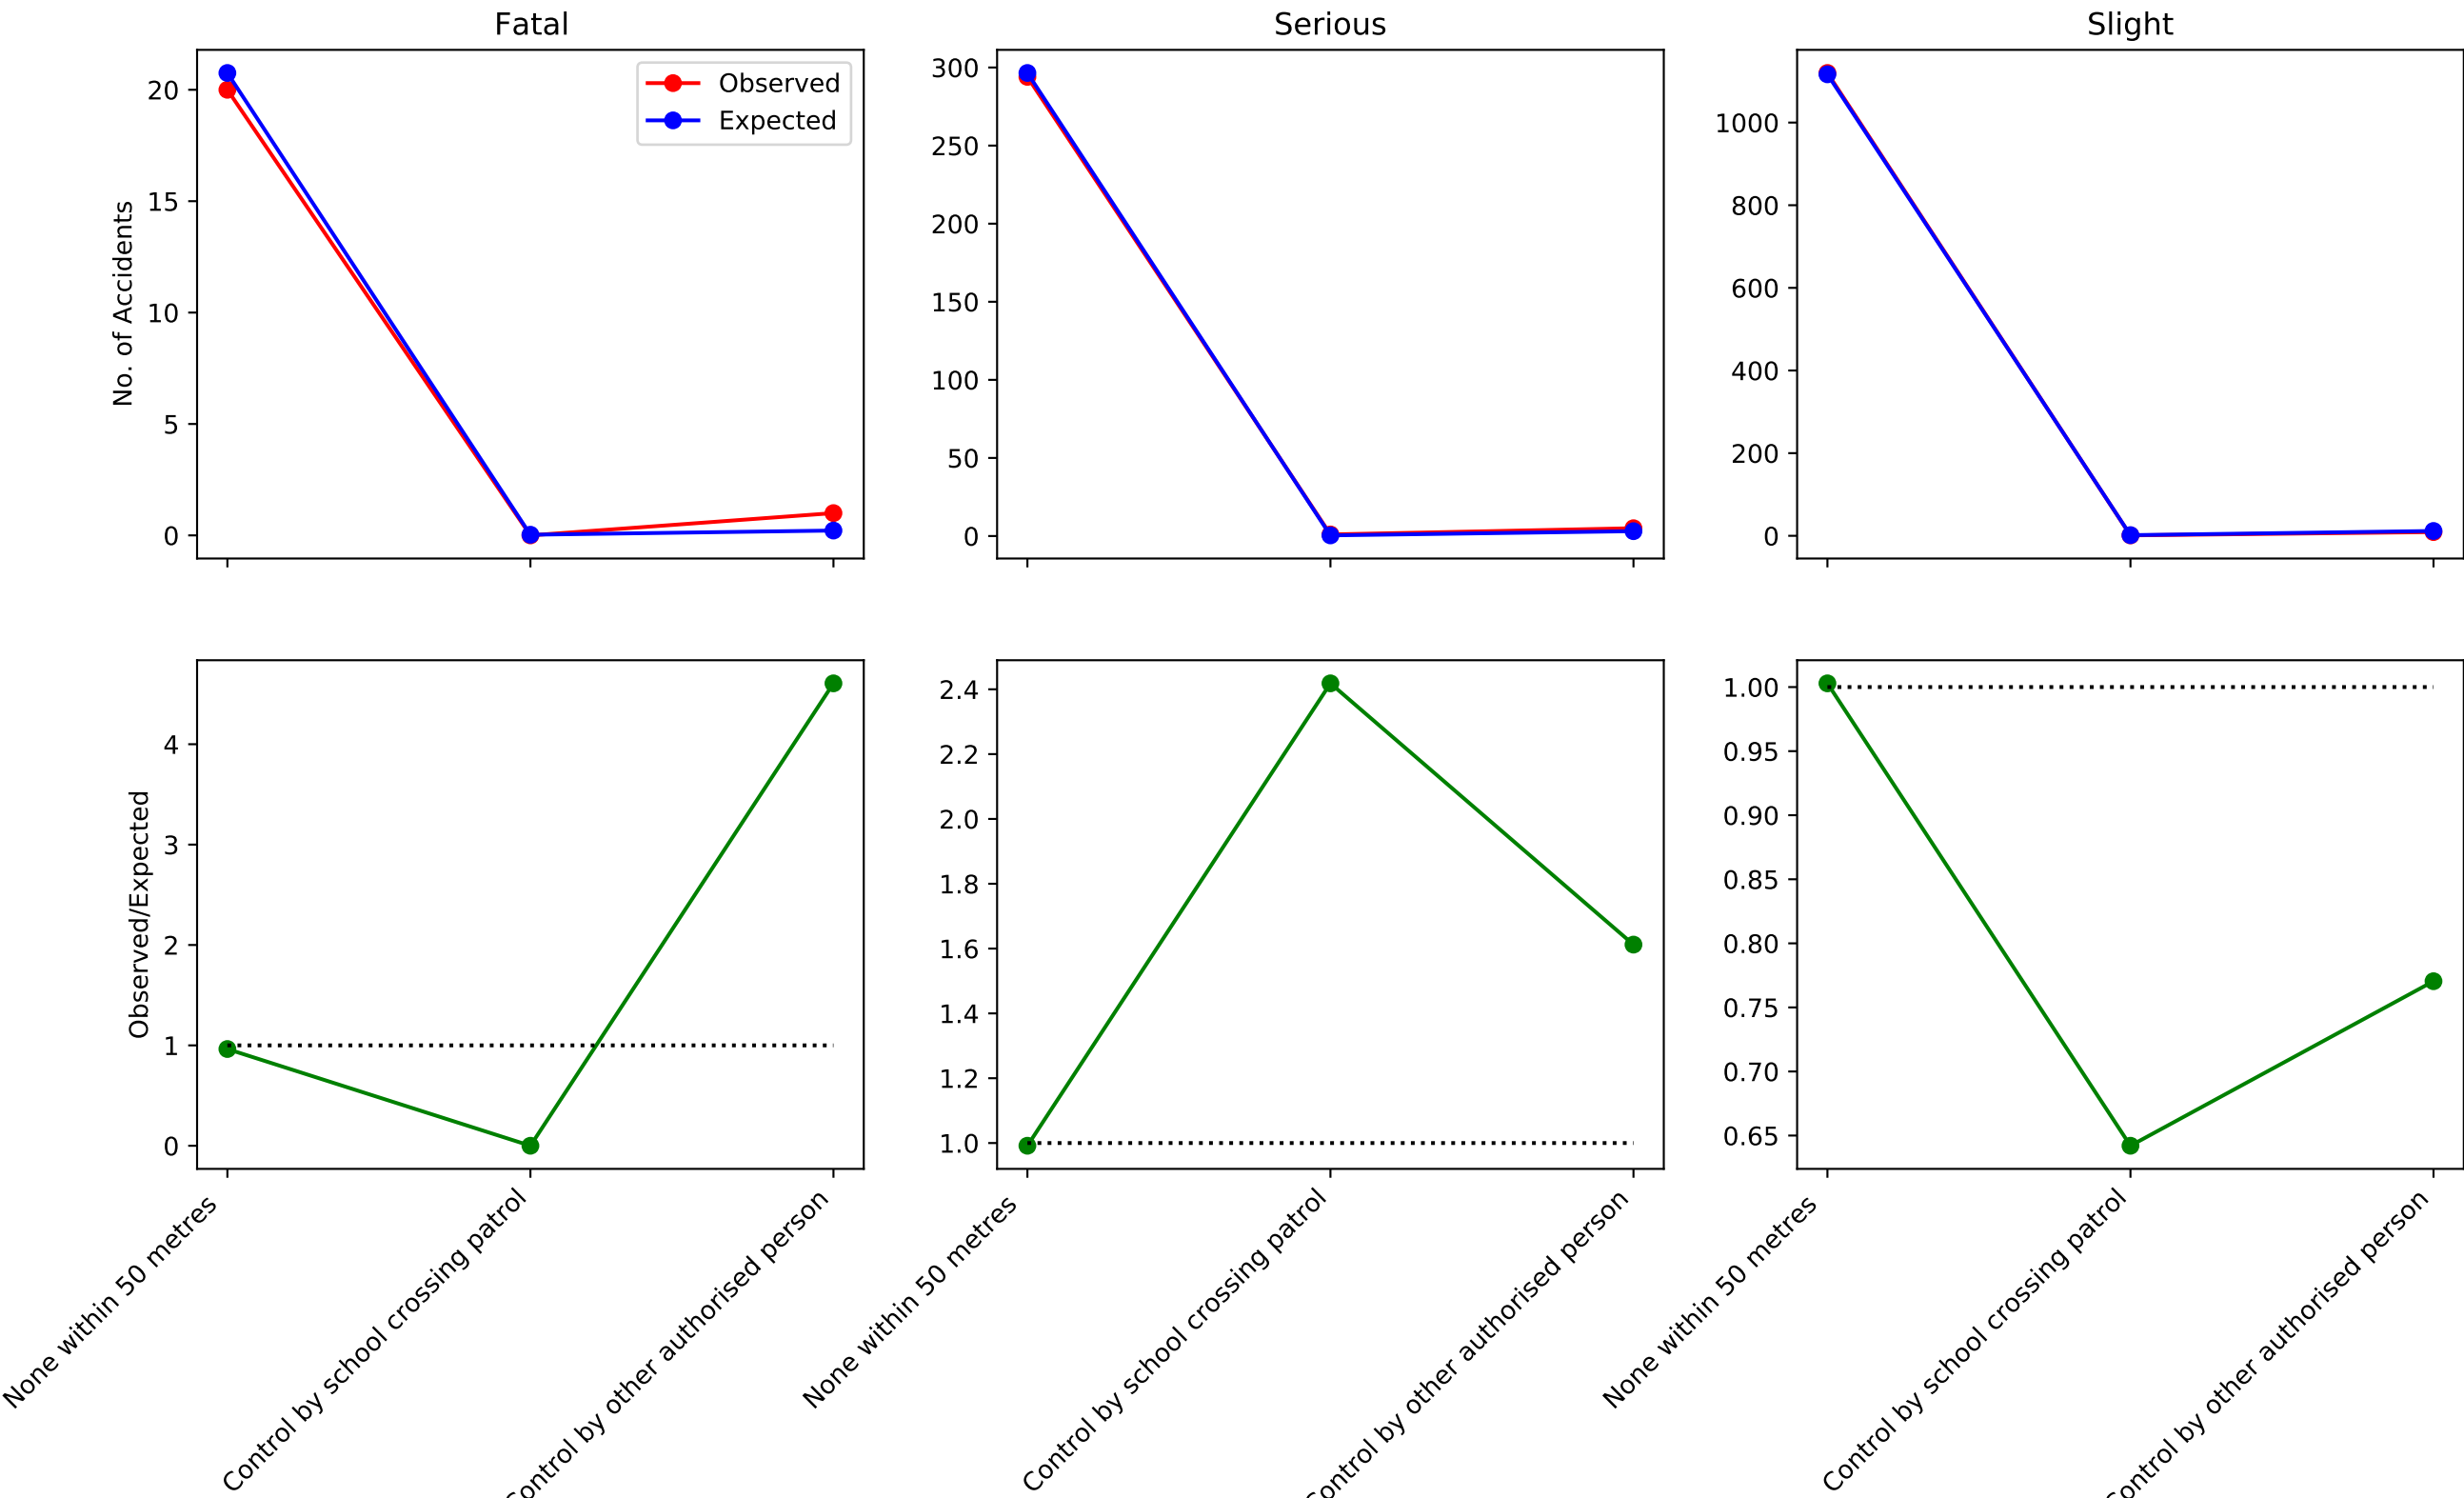 Fatal
Serious
Slight
Observed
Expected
No. of Accidents
20
15
10
5
0
300
250
200
150
100
50
0
1000
800
600
400
200
0
Observed/Expected
4
3
2
1
0
2.4
2.2
2.0
1.8
1.6
1.4
1.2
1.0
1.00
0.95
0.90
0.85
0.80
0.75
0.70
0.65
None within 50 metres
Control by school crossing patrol
ontrol by other authorised person
None within 50 metres
Control by school crossing patrol
ontrol by other authorised person
None within 50 metres
Control by school crossing patrol
ontrol by other authorised person